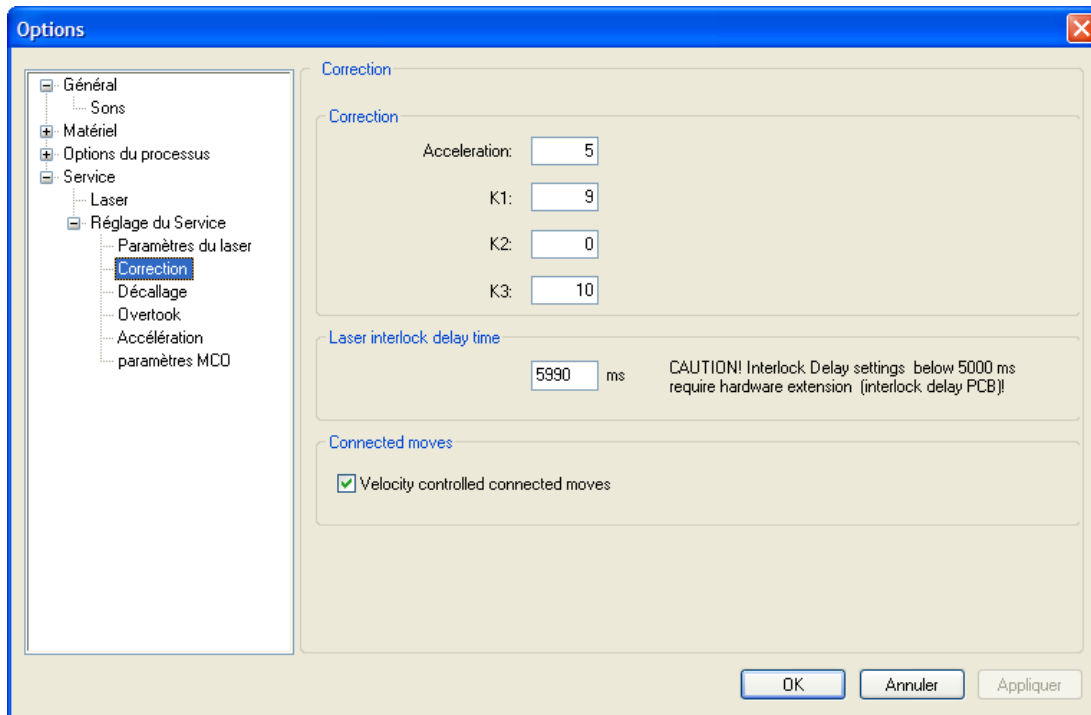 Options
Général
Sons
Matériel
Options du processus
Service
Laser
Réglage du Service
Paramètres du laser
Correction
Décallage
Overtook
Accélération
paramètres MCO
Correction
Correction
Acceleration: 5
K1: 9
K2: 0
K3: 10
Laser interlock delay time
5990 ms
CAUTION! Interlock Delay settings below 5000 ms
require hardware extension (interlock delay PCB)!
Connected moves
Velocity controlled connected moves
OK Annuler Appliquer